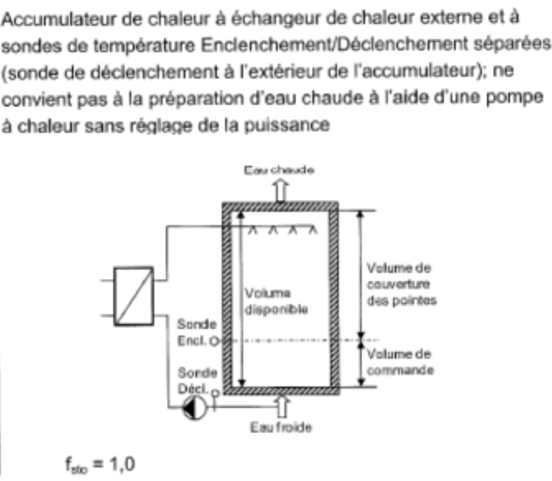 Accumulateur de chaleur à échangeur de chaleur externe et à
sondes de température Enclenchement/Déclenchement séparées
(sonde de déclenchement à l'extérieur de l'accumulateur); ne
convient pas à la préparation d'eau chaude à l'aide d'une pompe
à chaleur sans réglage de la puissance
Eau chaude
Volume de
couverture
des pointes
Volume
disponible
Sonde
Encl.
Volume de
commande
Sonde
Décl.
Eau froide
fsto = 1,0